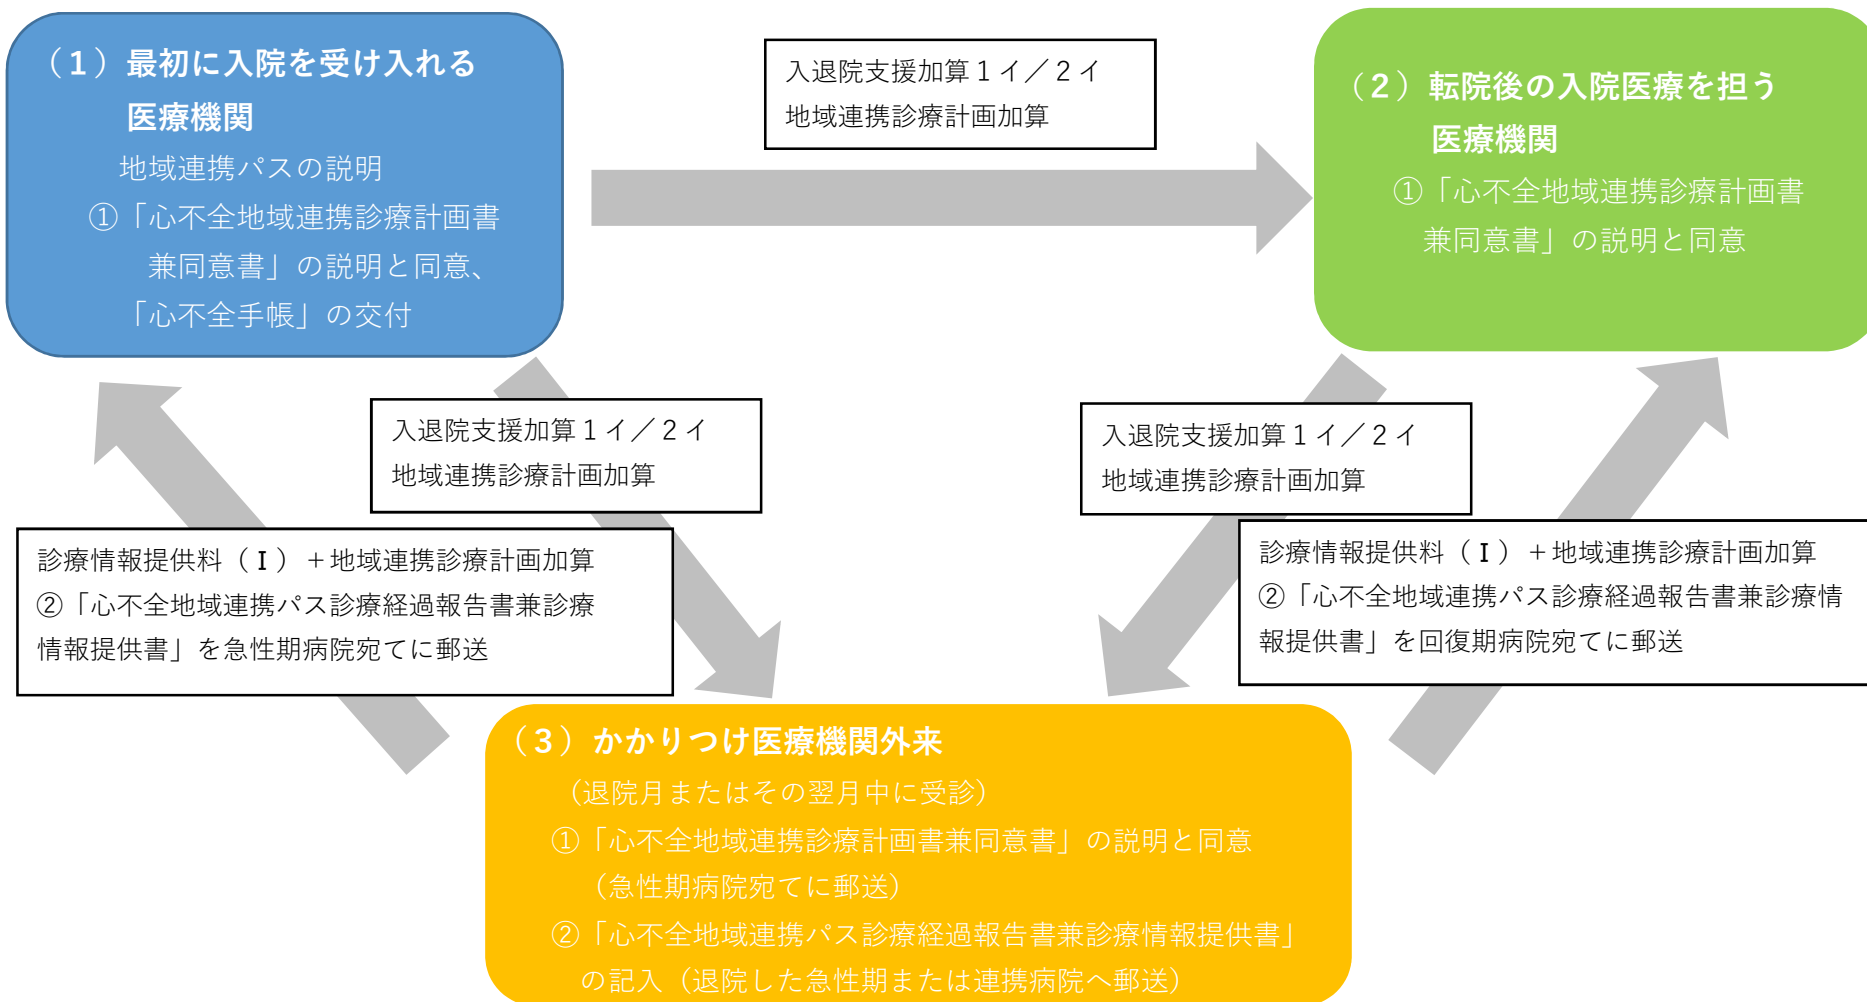 （１）最初に入院を受け入れる
医療機関
地域連携パスの説明
①「心不全地域連携診療計画書
兼同意書」の説明と同意、
「心不全手帳」の交付
入退院支援加算１イ／２イ
地域連携診療計画加算
（２）転院後の入院医療を担う
医療機関
①「心不全地域連携診療計画書
兼同意書」の説明と同意
入退院支援加算１イ／２イ
地域連携診療計画加算
入退院支援加算１イ／２イ
地域連携診療計画加算
診療情報提供料（Ｉ）＋地域連携診療計画加算
②「心不全地域連携パス診療経過報告書兼診療
情報提供書」を急性期病院宛てに郵送
診療情報提供料（Ｉ）＋地域連携診療計画加算
②「心不全地域連携パス診療経過報告書兼診療情
報提供書」を回復期病院宛てに郵送
（３）かかりつけ医療機関外来
（退院月またはその翌月中に受診）
①「心不全地域連携診療計画書兼同意書」の説明と同意
（急性期病院宛てに郵送）
②「心不全地域連携パス診療経過報告書兼診療情報提供書」
の記入（退院した急性期または連携病院へ郵送）